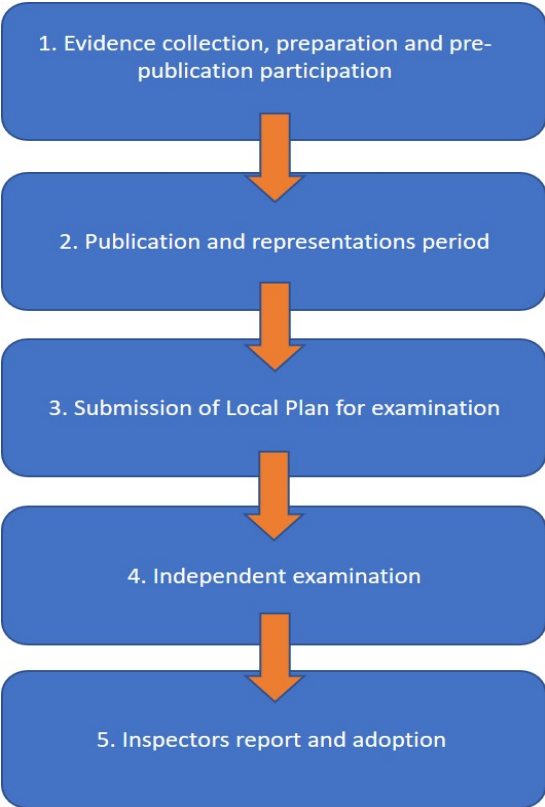 1. Evidence collection, preparation and pre-
publication participation
2. Publication and representations period
3. Submission of Local Plan for examination
4. Independent examination
5. Inspectors report and adoption